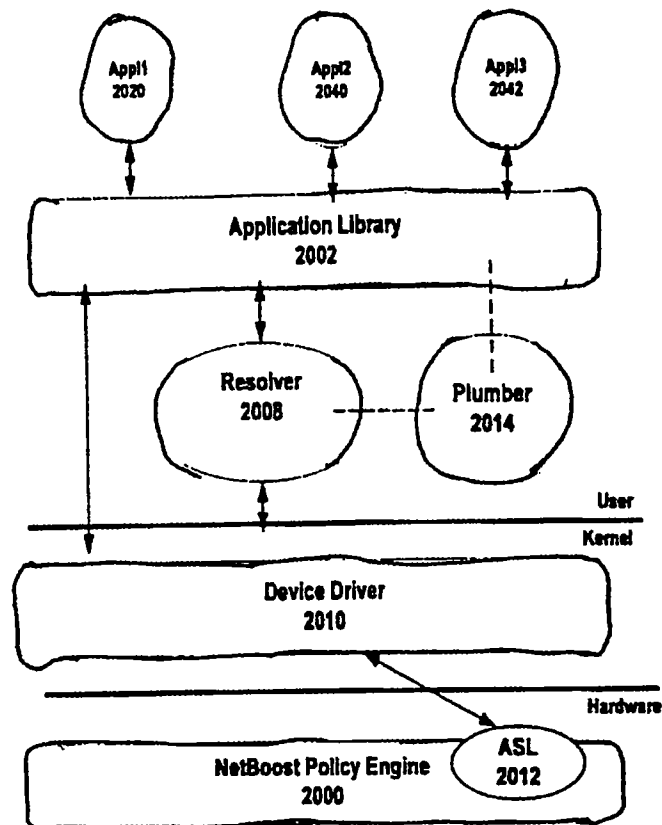 Appl1
2020
Appl2
2040
Appl3
2042
Application Library
2002
Resolver
2008
Plumber
2014
User
Kernel
Device Driver
2010
Hardware
ASL
2012
NetBoost Policy Engine
2000